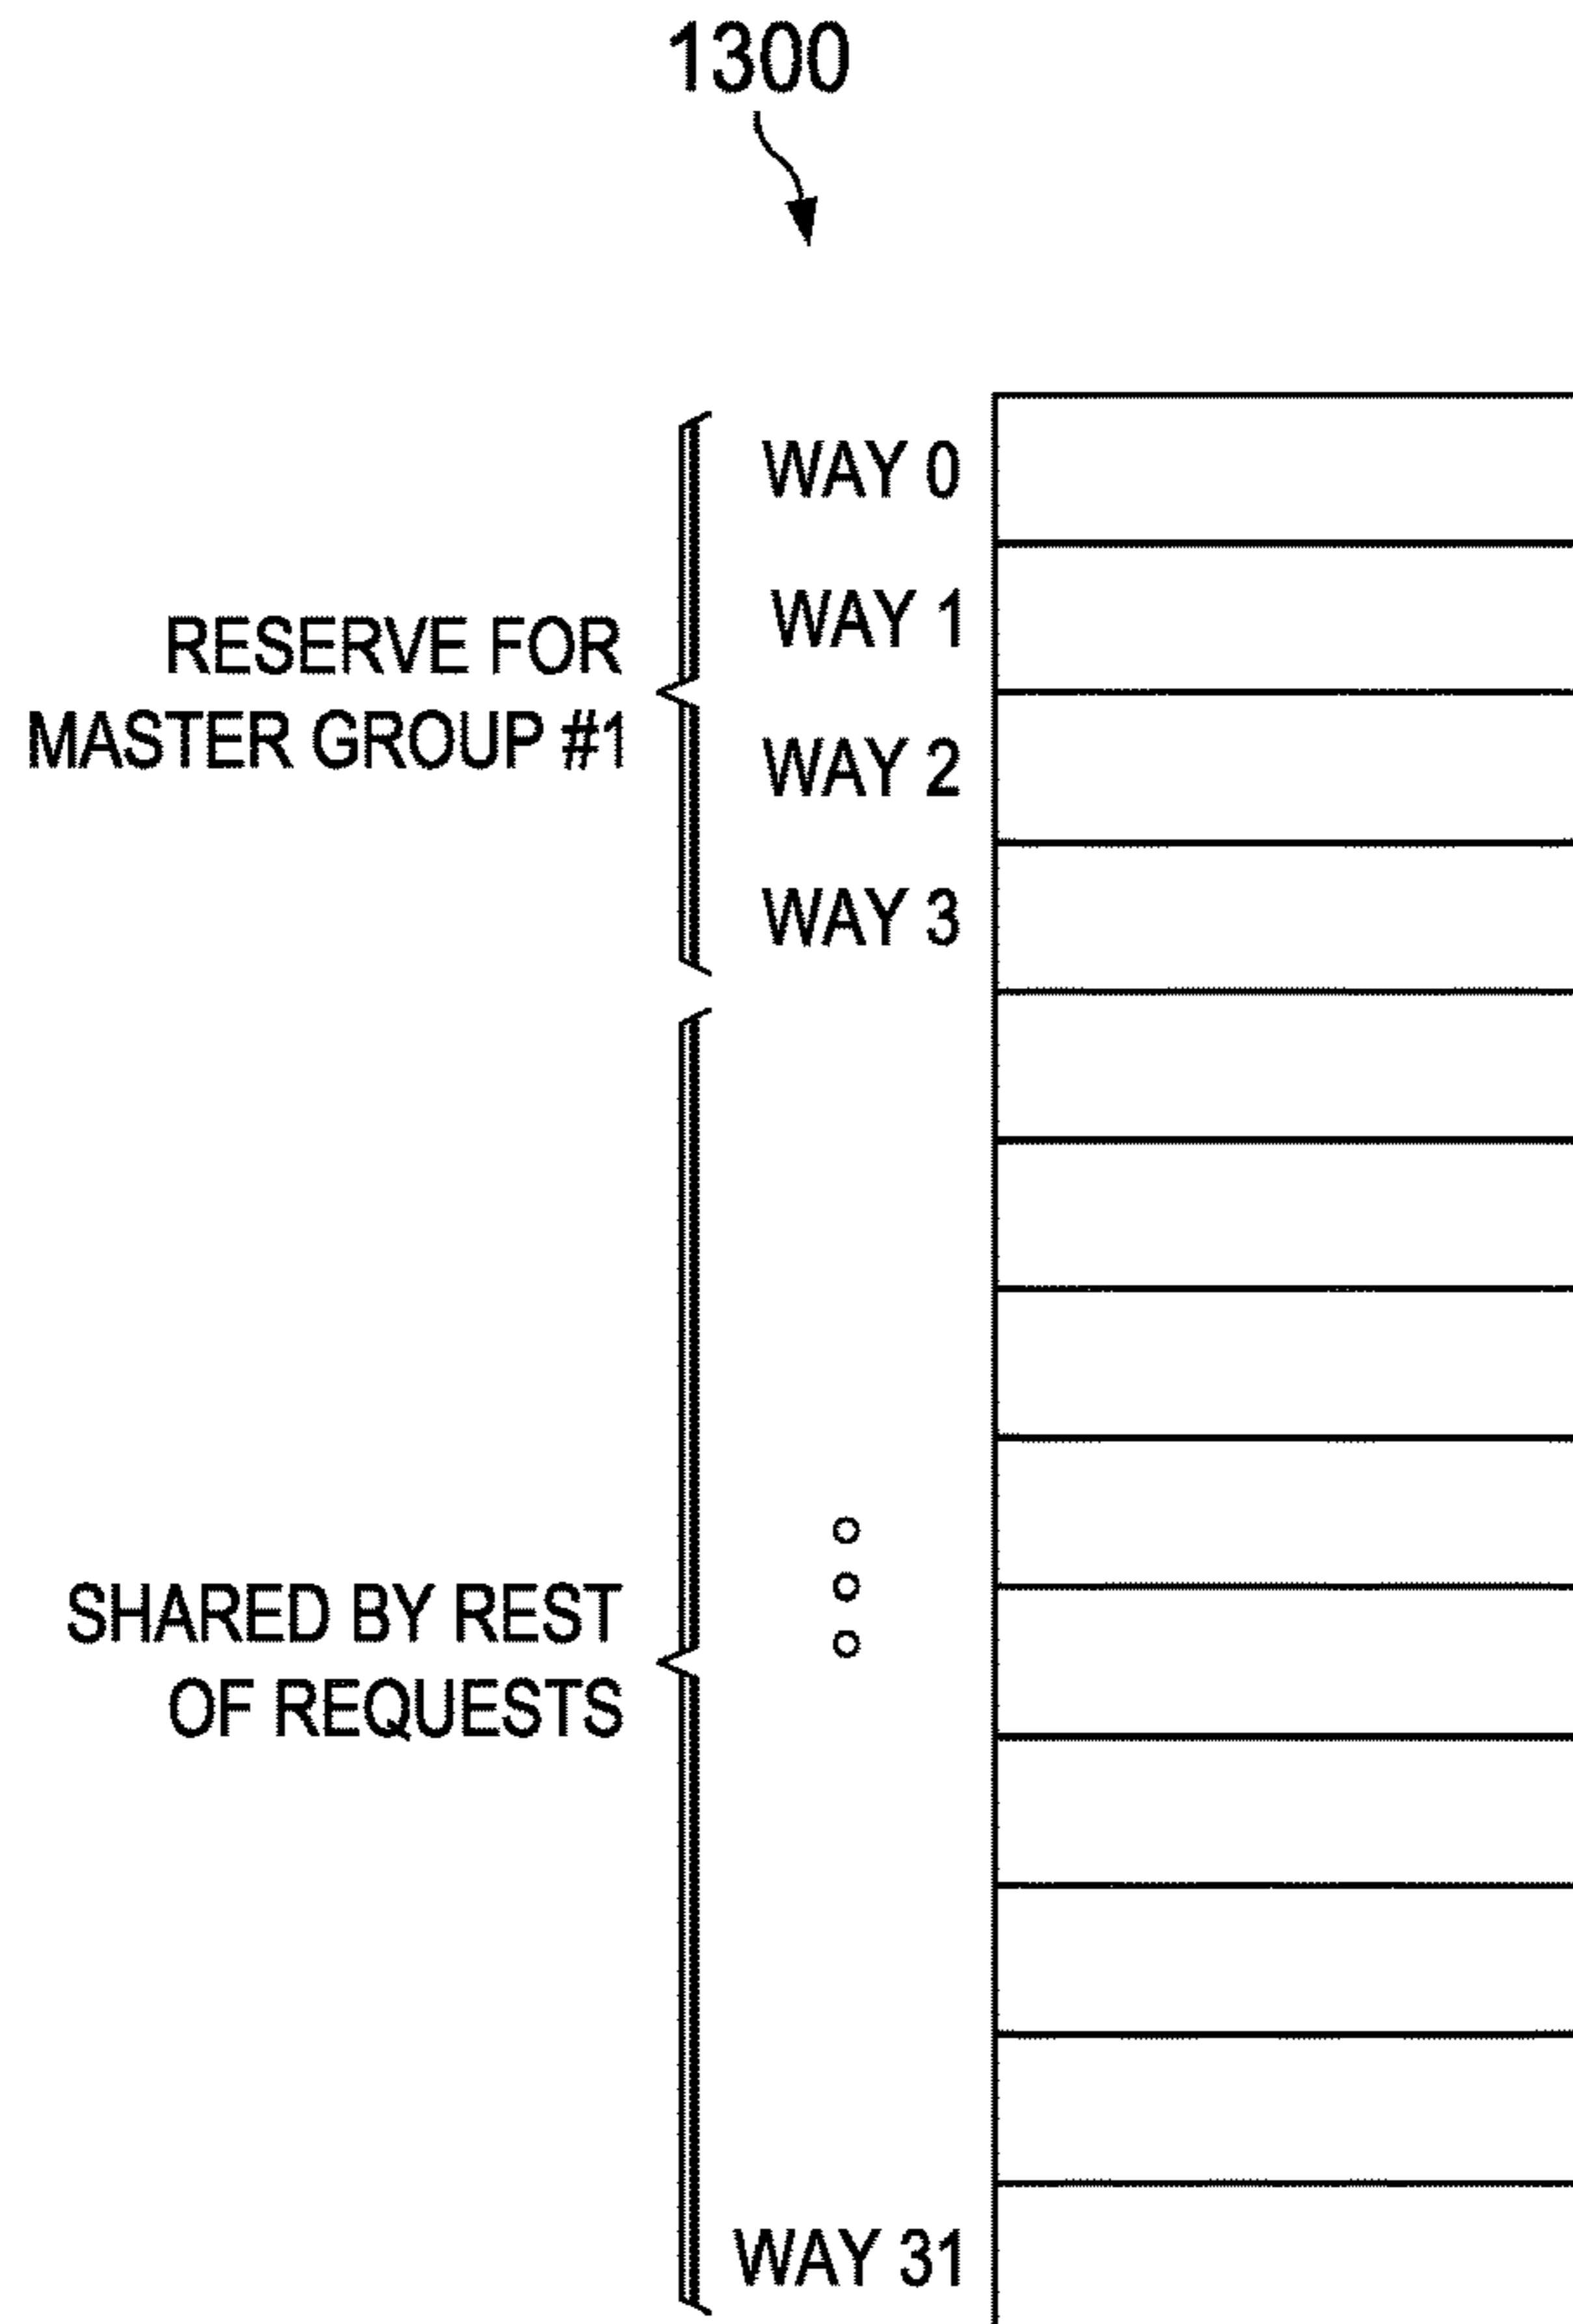 1300
WAY 0
WAY 1
RESERVE FOR
MASTER GROUP #1
WAY 2
WAY 3
SHARED BY REST
OF REQUESTS
WAY 31